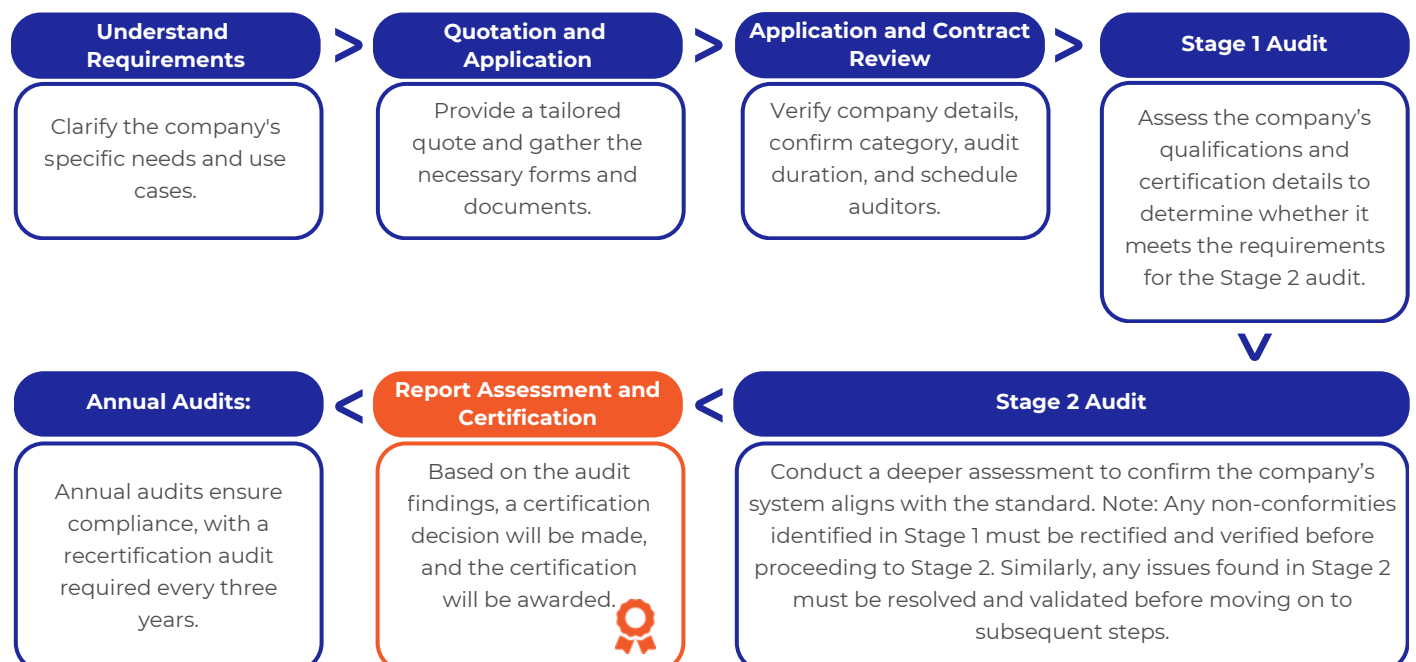 Understand
Requirements
>
Quotation and
Application
>
Application and Contract
Review
>
Stage 1 Audit
Clarify the company's
specific needs and use
cases.
Provide a tailored
quote and gather the
necessary forms and
documents.
Verify company details,
confirm category, audit
duration, and schedule
auditors.
Assess the company’s
qualifications and
certification details to
determine whether it
meets the requirements
for the Stage 2 audit.
Stage 2 Audit
Conduct a deeper assessment to confirm the company’s
system aligns with the standard. Note: Any non-conformities
identified in Stage 1 must be rectified and verified before
proceeding to Stage 2. Similarly, any issues found in Stage 2
must be resolved and validated before moving on to
subsequent steps.
<
Report Assessment and
Certification
Based on the audit
findings, a certification
decision will be made,
and the certification
will be awarded.
<
Annual Audits:
Annual audits ensure
compliance, with a
recertification audit
required every three
years.